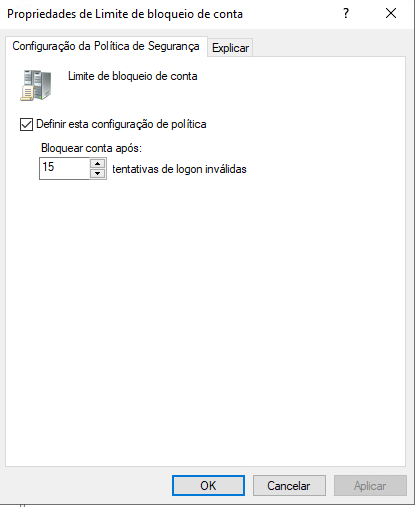 Propriedades de Limite de bloqueio de conta
?
Configuração da Política de Segurança
Explicar
Limite de bloqueio de conta
Definir esta configuração de política
Bloquear conta após:
15
tentativas de logon inválidas
OK
Cancelar
Aplicar